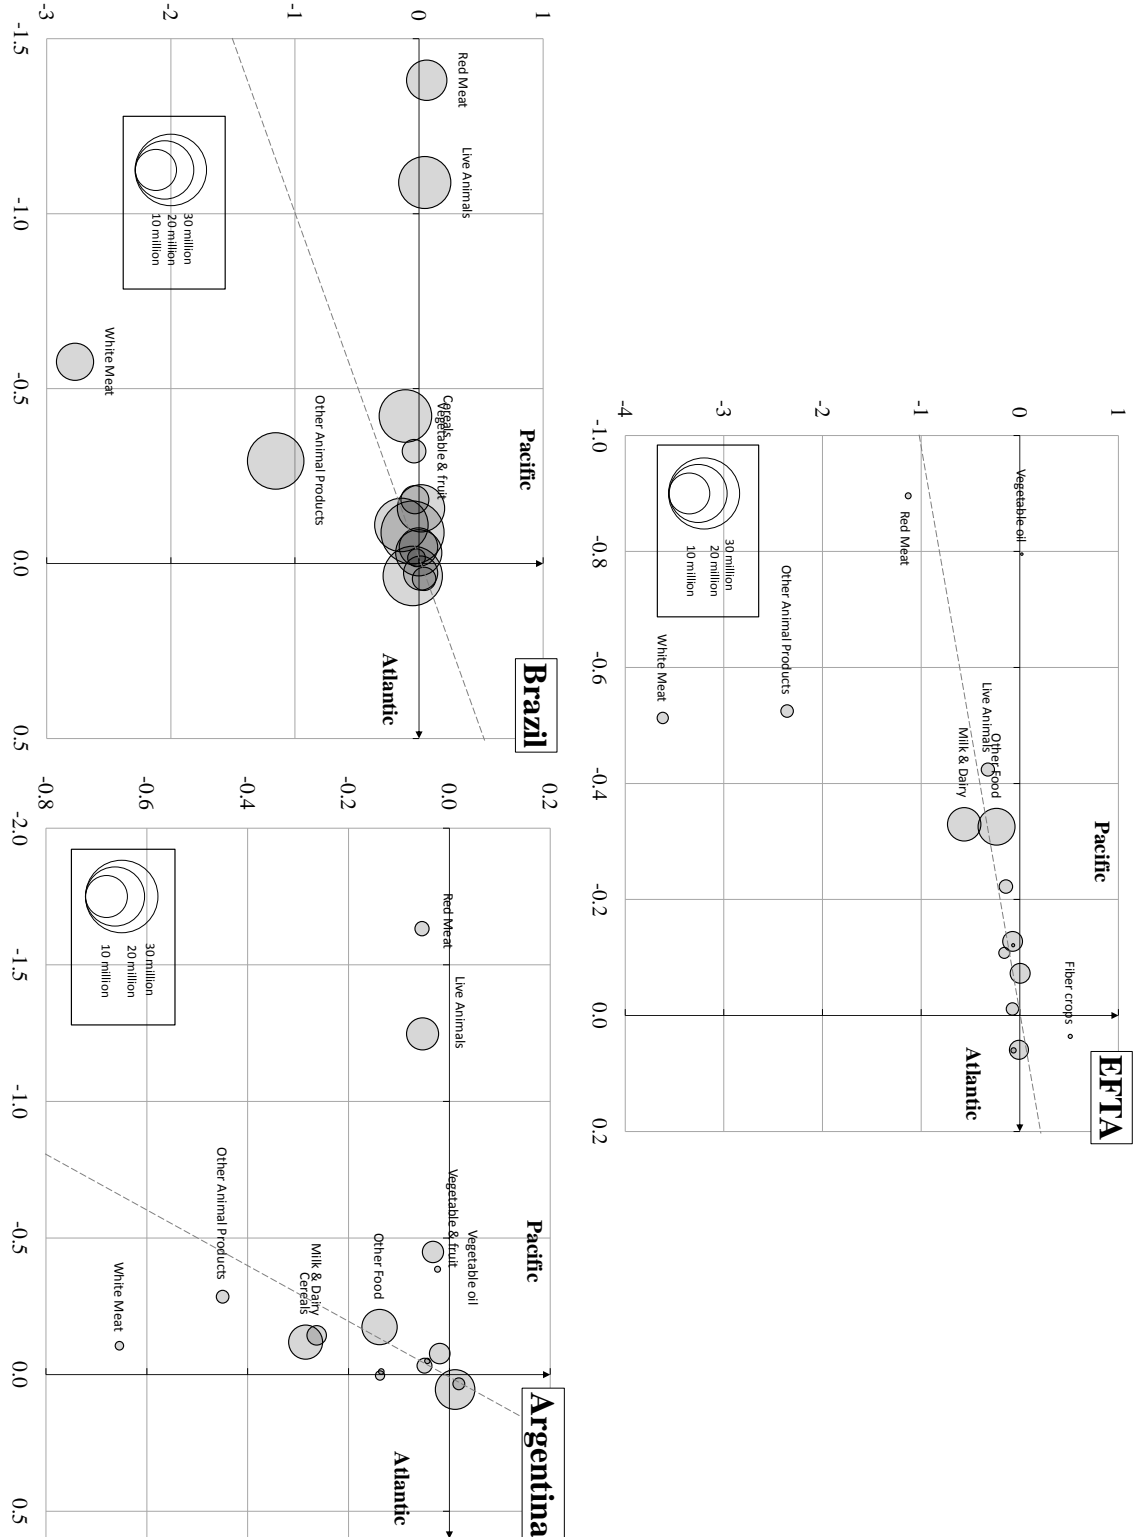 EFTA
Pacific
Atlantic
1
0
-1
-2
-3
-4
-1.0
-0.8
-0.6
-0.4
-0.2
0.0
0.2
Vegetable oil
Red Meat
Other Animal Products
White Meat
Live Animals
Other Food
Milk & Dairy
Fiber crops
30 million
20 million
10 million
Brazil
Pacific
Atlantic
1
0
-1
-2
-3
-1.5
-1.0
-0.5
0.0
0.5
Red Meat
Live Animals
Cereals
Vegetable & fruit
Other Animal Products
White Meat
30 million
20 million
10 million
Argentina
Pacific
Atlantic
0.2
0.0
-0.2
-0.4
-0.6
-0.8
-2.0
-1.5
-1.0
-0.5
0.0
0.5
Red Meat
Live Animals
Vegetable oil
Vegetable & fruit
Other Food
Milk & Dairy
Cereals
Other Animal Products
White Meat
30 million
20 million
10 million